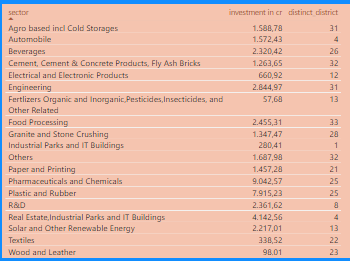 sector investment in cr distinct_district
Agro based incl Cold Storages 1.588,78 31
Automobile 1.572,43 4
Beverages 2.320,42 26
Cement, Cement & Concrete Products, Fly Ash Bricks 1.263,65 32
Electrical and Electronic Products 660,92 12
Engineering 2.844,97 31
Fertlizers Organic and Inorganic,Pesticides,Insecticides, and 57,68 13
Other Related
Food Processing 2.455,31 33
Granite and Stone Crushing 1.347,47 28
Industrial Parks and IT Buildings 280,41 1
Others 1.687,98 32
Paper and Printing 1.457,28 21
Pharmaceuticals and Chemicals 9.042,57 25
Plastic and Rubber 7.915,23 25
R&D 2.361,62 8
Real Estate,Industrial Parks and IT Buildings 4.142,56 4
Solar and Other Renewable Energy 2.217,01 13
Textiles 338,52 22
Wood and Leather 98.01 23